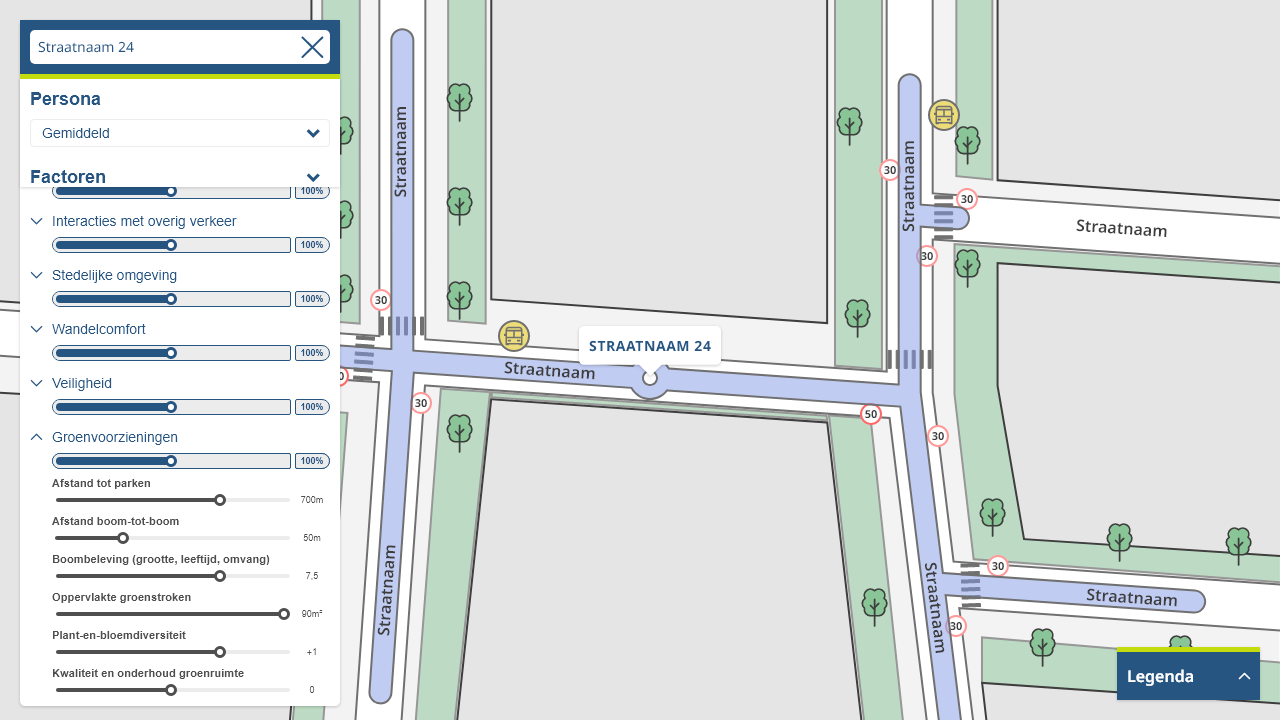 Straatnaam 24
Persona
Gemiddeld
Factoren
100%
Interacties met overig verkeer
100%
Stedelijke omgeving
100%
Wandelcomfort
100%
Veiligheid
100%
Groenvoorzieningen
100%
Afstand tot parken
700m
Afstand boom-tot-boom
50m
Boombeleving (grootte, leeftijd, omvang)
7,5
Oppervlakte groenstroken
90m²
Plant-en-bloemdiversiteit
+1
Kwaliteit en onderhoud groenruimte
0
Straatnaam
Straatnaam
Straatnaam
Straatnaam
STRAATNAAM 24
Straatnaam
Straatnaam
Straatnaam
30
30
30
30
30
50
30
30
30
Legenda